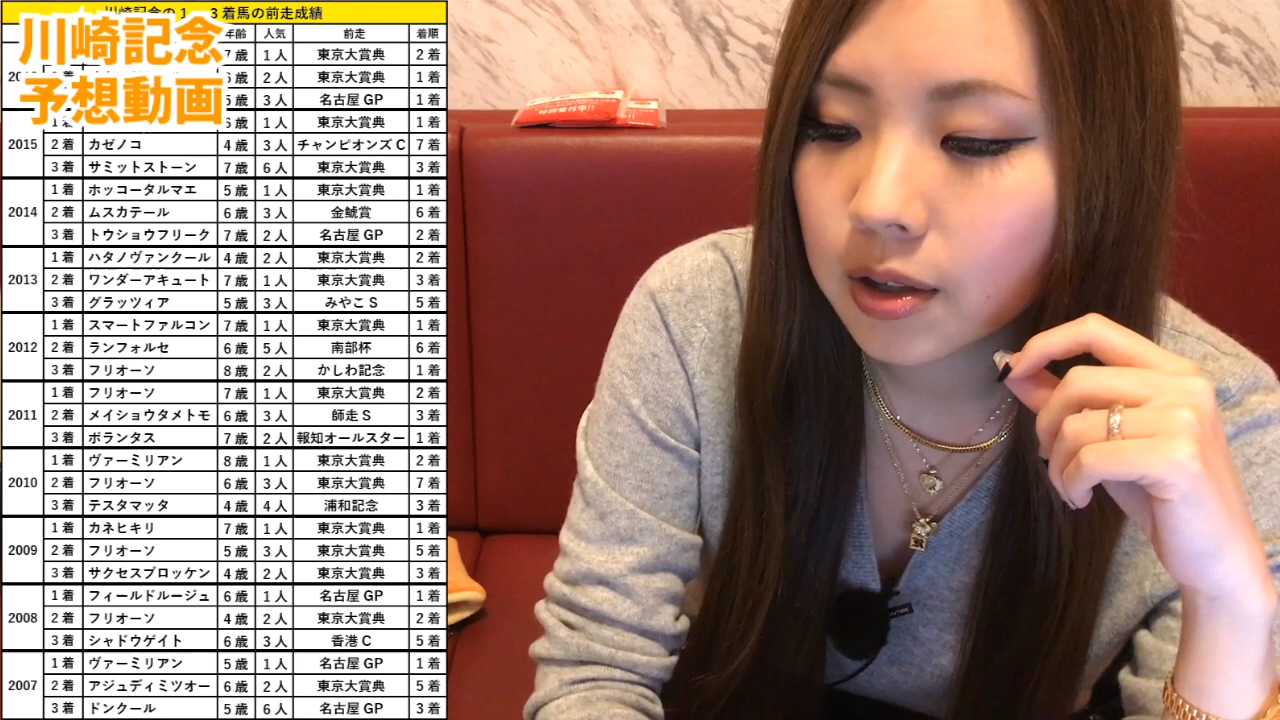 川崎記念の1～3着馬の前走成績
川崎記念
予想動画
年齢 人気 前走 着順
7歳 1人 東京大賞典 2着
6歳 2人 東京大賞典 1着
5歳 3人 名古屋GP 1着
6歳 1人 東京大賞典 1着
2015 2着 カゼノコ 4歳 3人 チャンピオンズC 7着
3着 サミットストーン 7歳 6人 東京大賞典 3着
1着 ホッコータルマエ 5歳 1人 東京大賞典 1着
2014 2着 ムスカテール 6歳 3人 金鯱賞 6着
3着 トウショウフリーク 7歳 2人 名古屋GP 2着
1着 ハタノヴァンクール 4歳 2人 東京大賞典 2着
2013 2着 ワンダーアキュート 7歳 1人 東京大賞典 3着
3着 グラッツィア 5歳 3人 みやこS 5着
1着 スマートファルコン 7歳 1人 東京大賞典 1着
2012 2着 ランフォルセ 6歳 5人 南部杯 6着
3着 フリオーソ 8歳 2人 かしわ記念 1着
1着 フリオーソ 7歳 1人 東京大賞典 2着
2011 2着 メイショウタメトモ 6歳 3人 師走S 3着
3着 ボランタス 7歳 2人 報知オールスター 1着
1着 ヴァーミリアン 8歳 1人 東京大賞典 2着
2010 2着 フリオーソ 6歳 3人 東京大賞典 7着
3着 テスタマッタ 4歳 4人 浦和記念 3着
1着 カネヒキリ 7歳 1人 東京大賞典 1着
2009 2着 フリオーソ 5歳 3人 東京大賞典 5着
3着 サクセスブロッケン 4歳 2人 東京大賞典 3着
1着 フィールドルージュ 6歳 1人 名古屋GP 1着
2008 2着 フリオーソ 4歳 2人 東京大賞典 2着
3着 シャドウゲイト 6歳 3人 香港C 5着
1着 ヴァーミリアン 5歳 1人 名古屋GP 1着
2007 2着 アジュディミツオー 6歳 2人 東京大賞典 5着
3着 ドンクール 5歳 6人 名古屋GP 3着